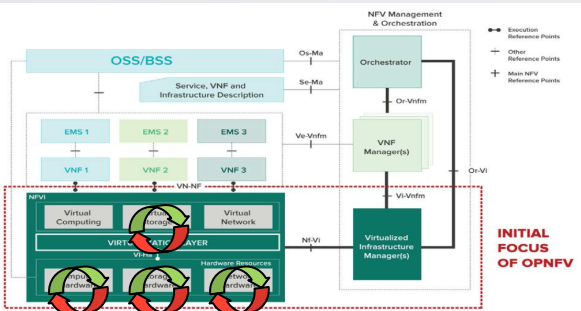 NFV Management
& Orchestration
Execution
Reference Points
Other
Reference Points
Main NFV
Reference Points
OSS/BSS
Os-Ma
Orchestrator
Service, VNF and
Infrastructure Description
Se-Ma
Or-Vnfm
EMS 1
EMS 2
EMS 3
Ve-Vnfm
VNF
Manager(s)
VNF 1
VNF 2
VNF 3
Or-Vi
VN-NF
NFVI
Vi-Vnfm
Virtual
Computing
Virtual
Network
Nf-Vi
Virtualized
Infrastructure
Manager(s)
Hardware Resources
INITIAL
FOCUS
OF OPNFV